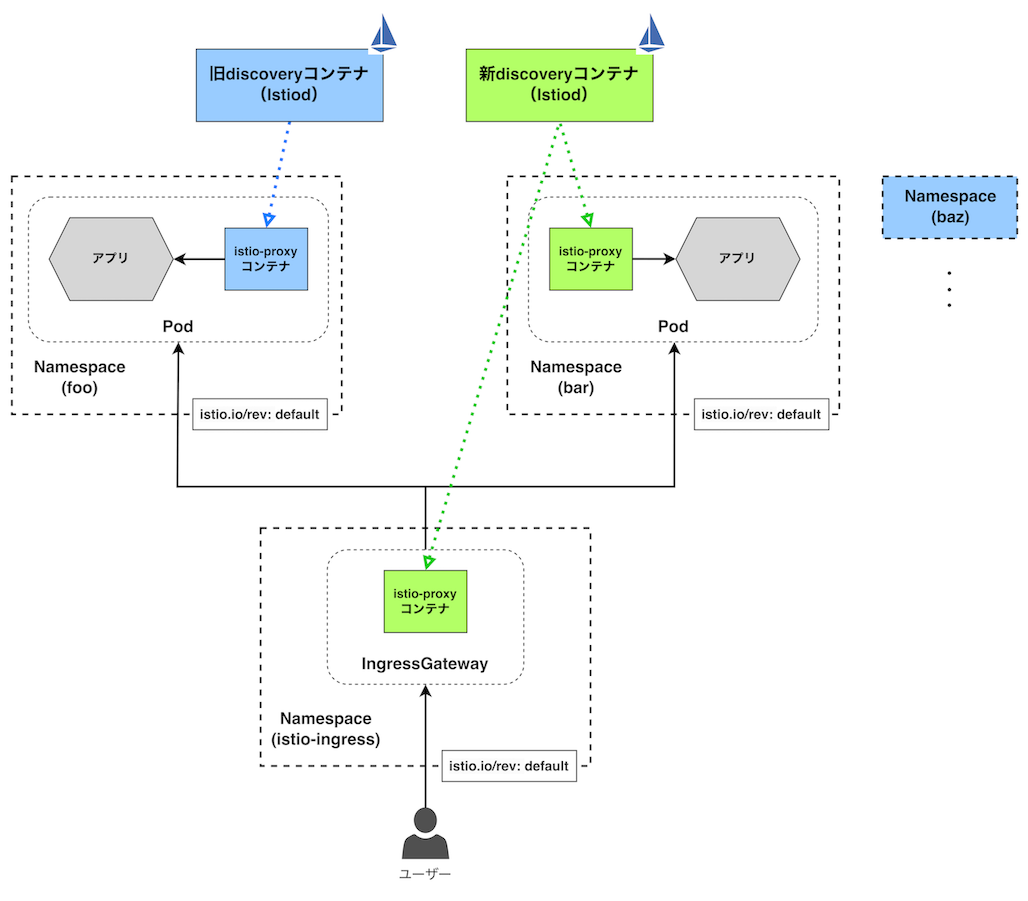 旧discoveryコンテナ
（Istiod）
新discoveryコンテナ
（Istiod）
アプリ
istio-proxy
コンテナ
Pod
Namespace
(foo)
istio.io/rev: default
istio-proxy
コンテナ
アプリ
Pod
Namespace
(bar)
istio.io/rev: default
Namespace
(baz)
istio-proxy
コンテナ
IngressGateway
Namespace
(istio-ingress)
istio.io/rev: default
ユーザー